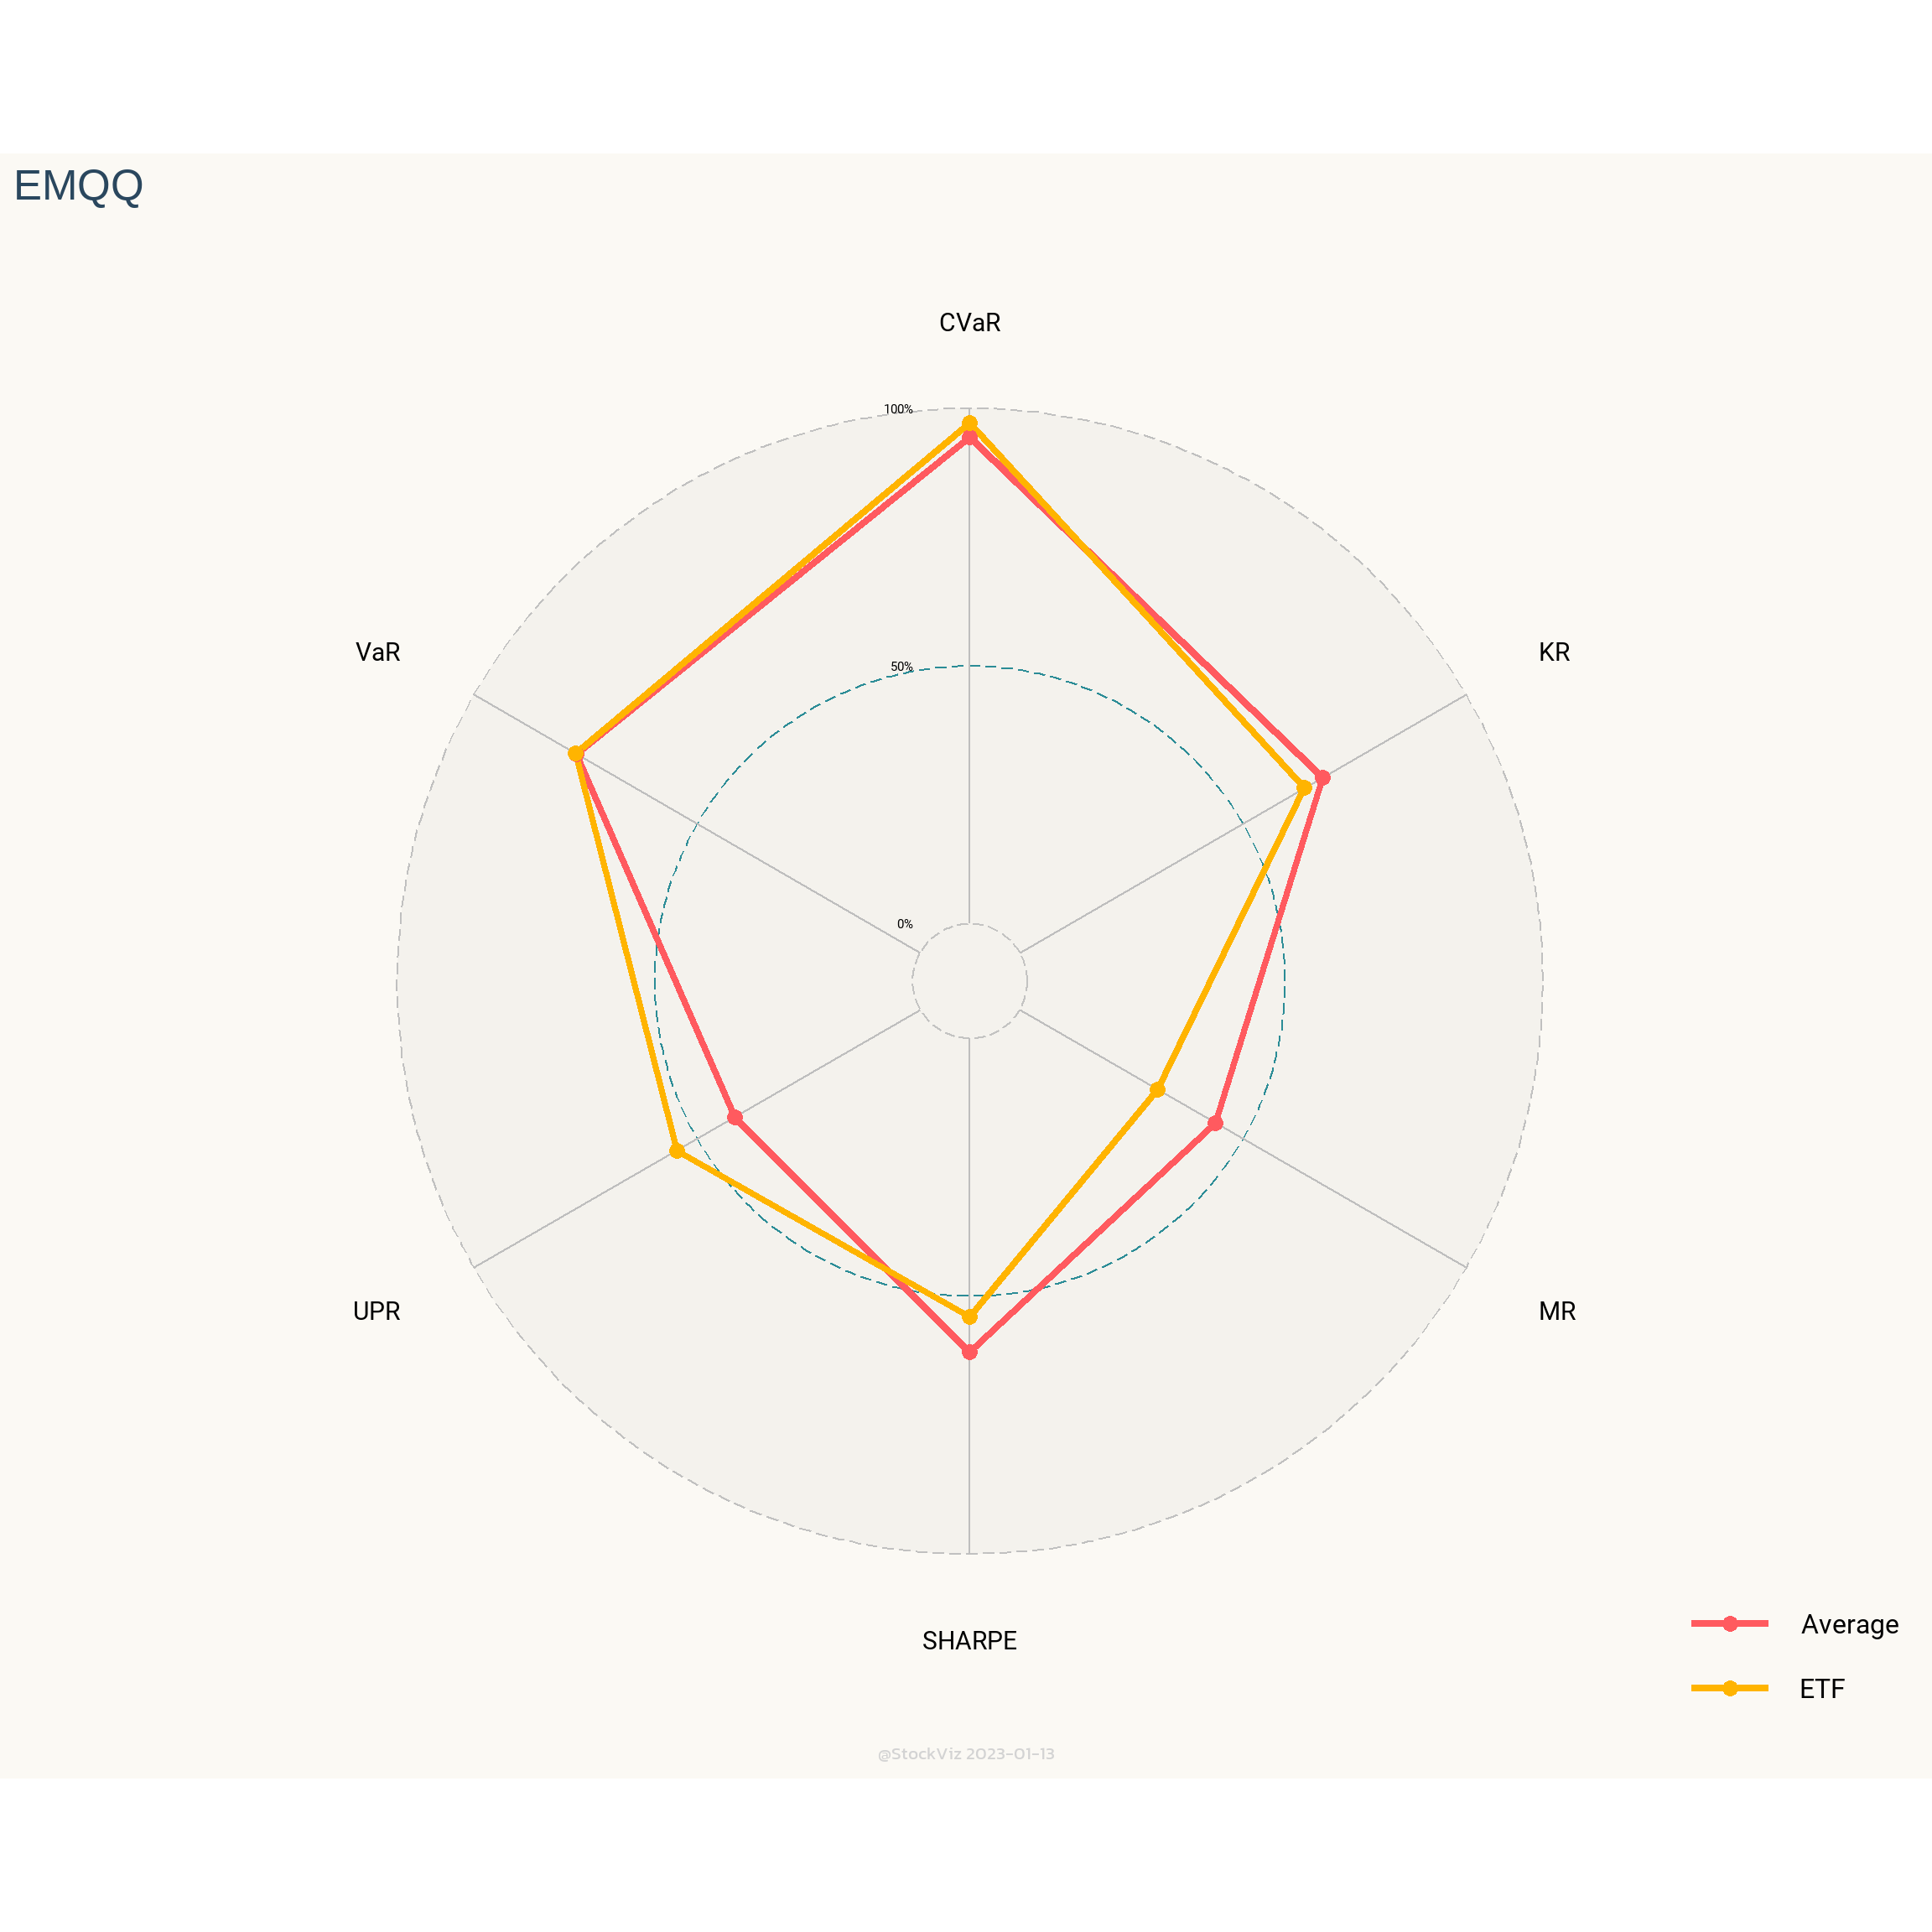 EMQQ
CVaR
100%
VaR
50%
KR
0%
UPR
MR
SHARPE
Average
ETF
@StockViz 2023-01-13